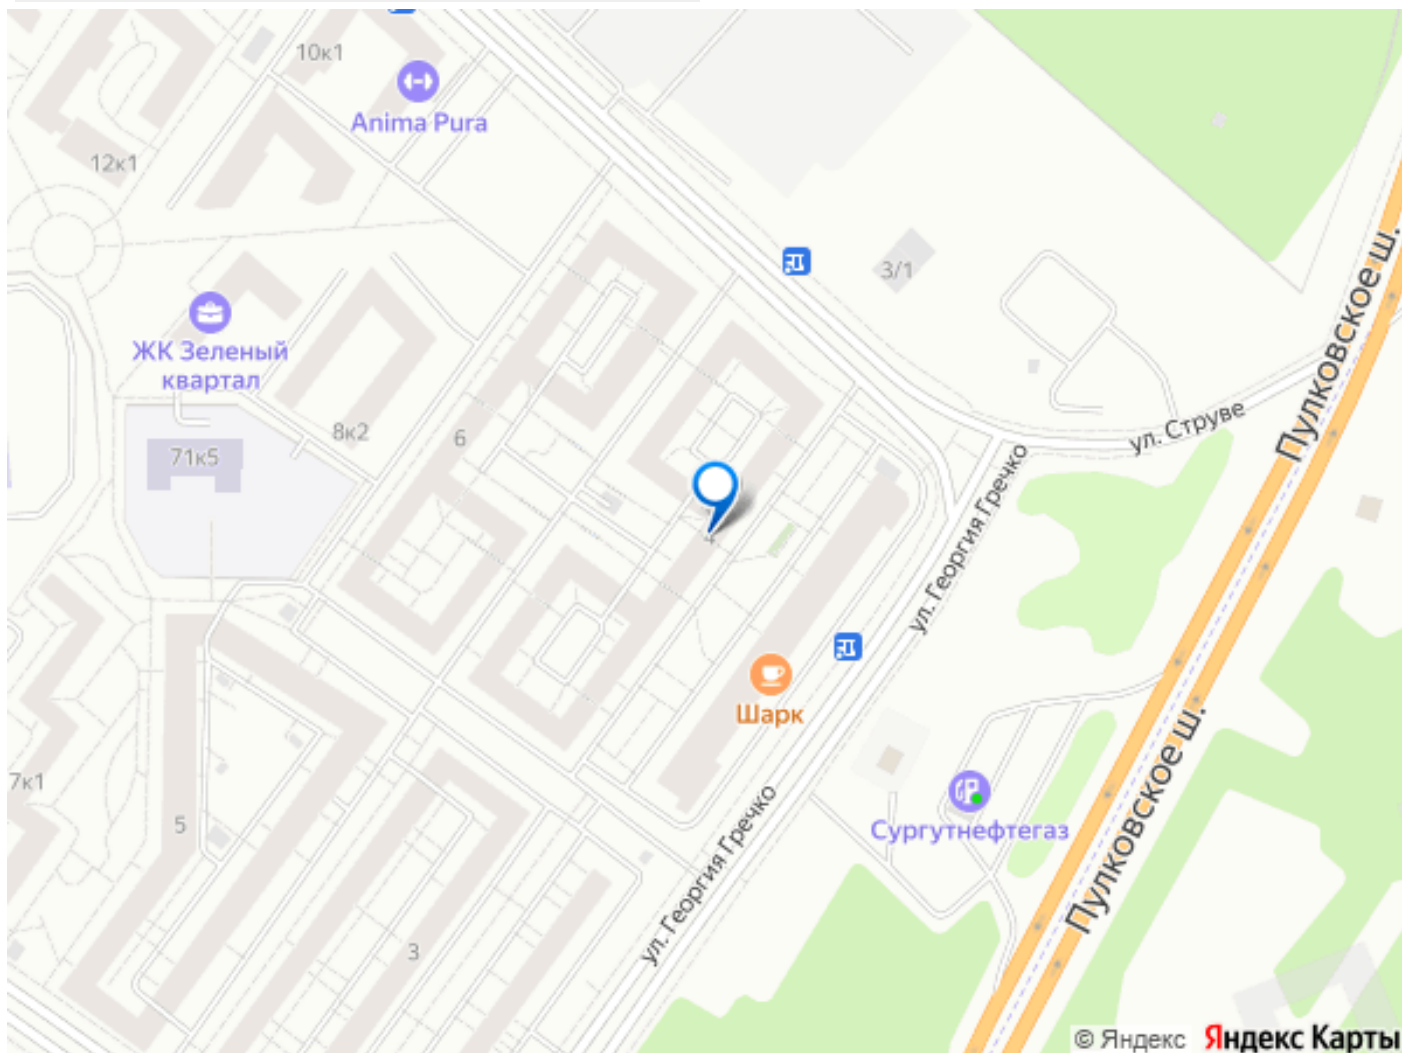 10к1
Anima Pura
12к1
3/1
Пулковское ш.
ЖК Зеленый
квартал
8к2
6
71к5
ул. Струве
ул. Георгия Гречко
4
Шарк
7к1
5
Сургутнефтегаз
ул. Георгия Гречко
Пулковское ш.
3
© Яндекс Яндекс Карты